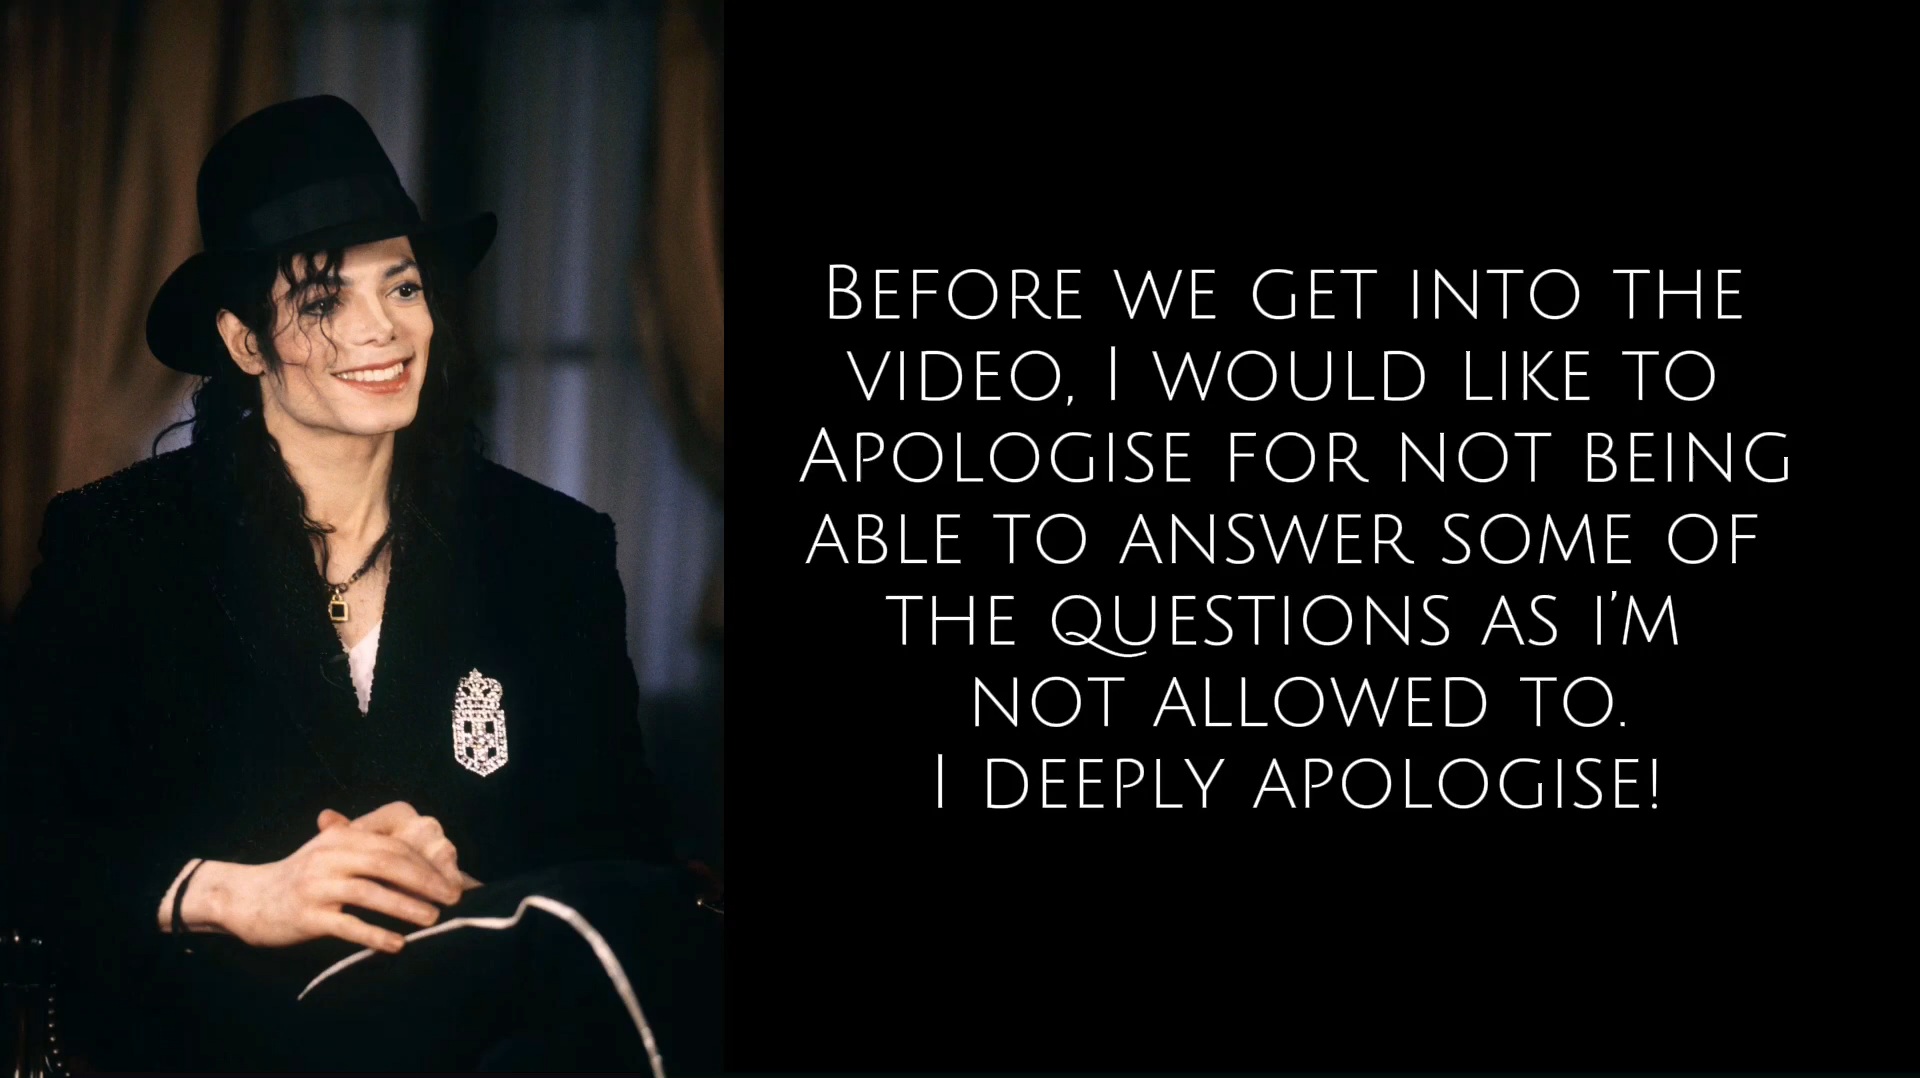 Before we get into the
video, I would like to
Apologise for not being
able to answer some of
the questions as i'm
not allowed to.
I deeply apologise!